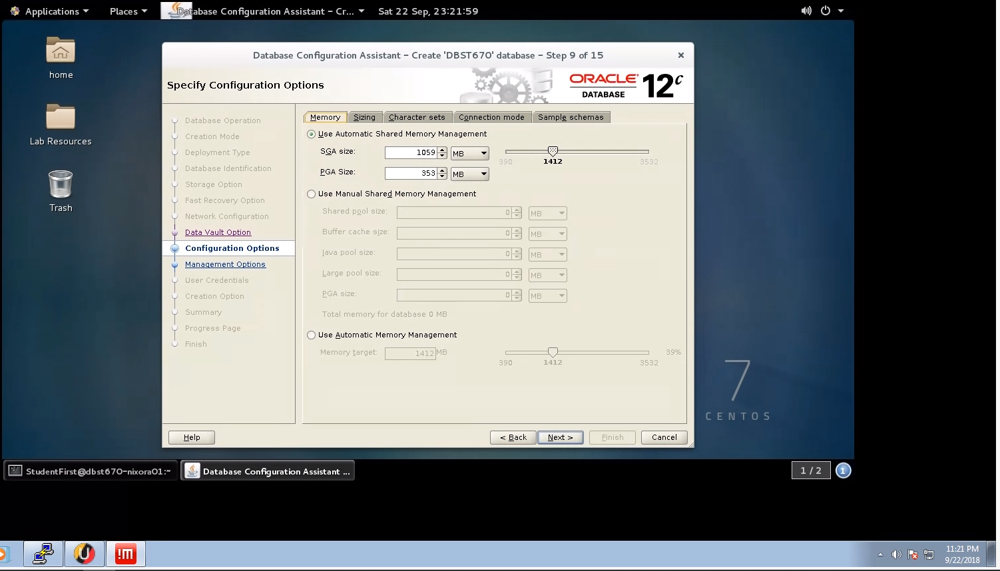 Applications Places Database Configuration Assistant – Cr... Sat 22 Sep, 23:21:59
home
Lab Resources
Trash
Database Configuration Assistant – Create 'DBST670' database – Step 9 of 15
Specify Configuration Options
ORACLE
DATABASE
12c
Database Operation
Creation Mode
Deployment Type
Database Identification
Storage Option
Fast Recovery Option
Network Configuration
Data Vault Option
Configuration Options
Management Options
User Credentials
Creation Option
Summary
Progress Page
Finish
Memory Sizing Character sets Connection mode Sample schemas
Use Automatic Shared Memory Management
SGA size: 1059 MB
390 1412 3532
PGA Size: 353 MB
Use Manual Shared Memory Management
Shared pool size: 0 MB
Buffer cache size: 0 MB
Java pool size: 0 MB
Large pool size: 0 MB
PGA size: 0 MB
Total memory for database 0 MB
Use Automatic Memory Management
Memory target: 1412 MB 39%
390 1412 3532
Help < Back Next > Finish Cancel
7
CENTOS
StudentFirst@dbst670-nixora01:~ Database Configuration Assistant ... 1 / 2 1
!m
11:21 PM
9/22/2018